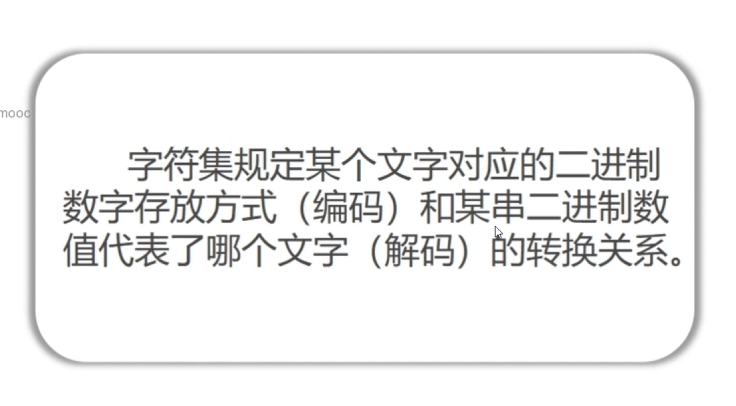 mooc
字符集规定某个文字对应的二进制
数字存放方式（编码）和某串二进制数
值代表了哪个文字（解码）的转换关系。